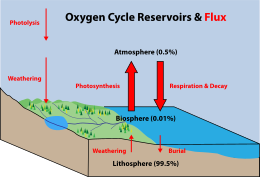 Oxygen Cycle Reservoirs & Flux
Photolysis
Atmosphere (0.5%)
Weathering
Photosynthesis
Respiration & Decay
Biosphere (0.01%)
Weathering
Burial
Lithosphere (99.5%)